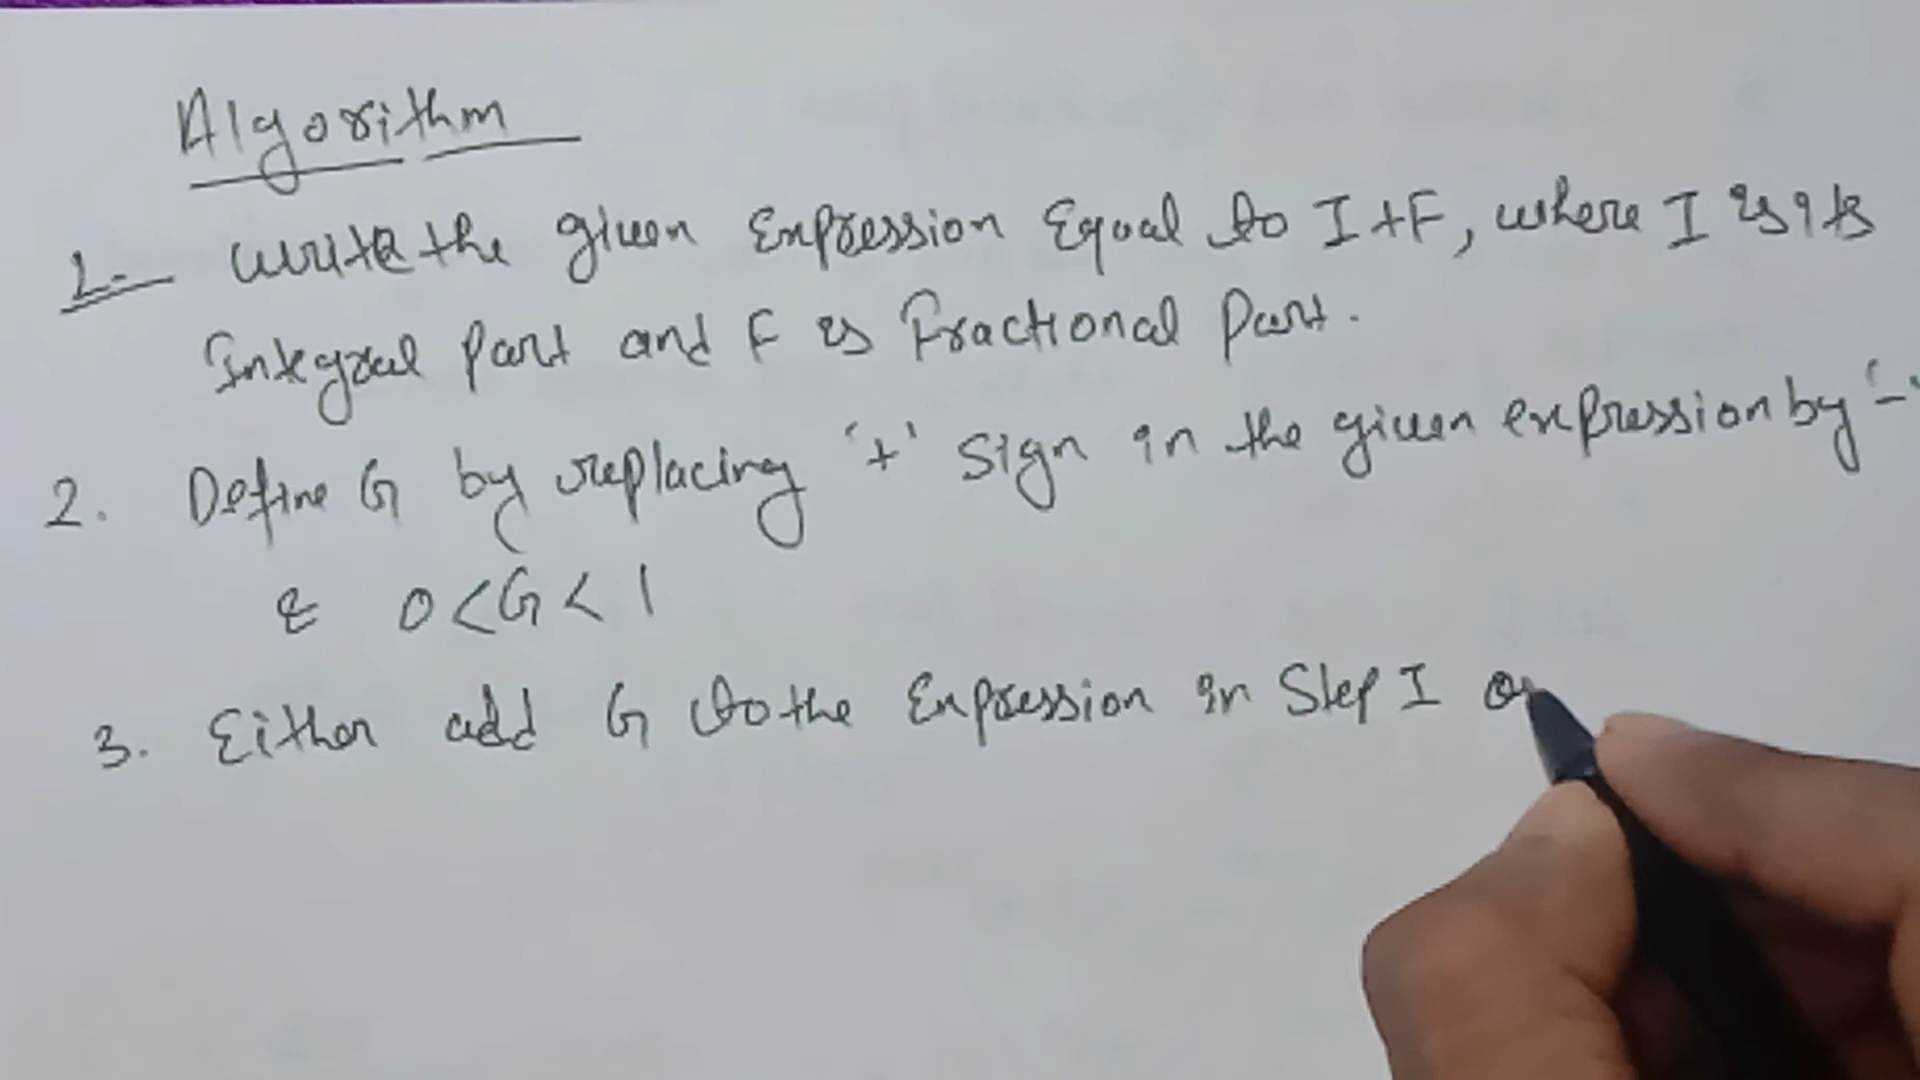 Algorithm
1. write the given Expression Equal to I+F, where I is its
Integral part and F is Fractional Part.
2. Define G by replacing '+' sign in the given expression by '-'
& 0<G<1
3. Either add G to the Expression in Step I or